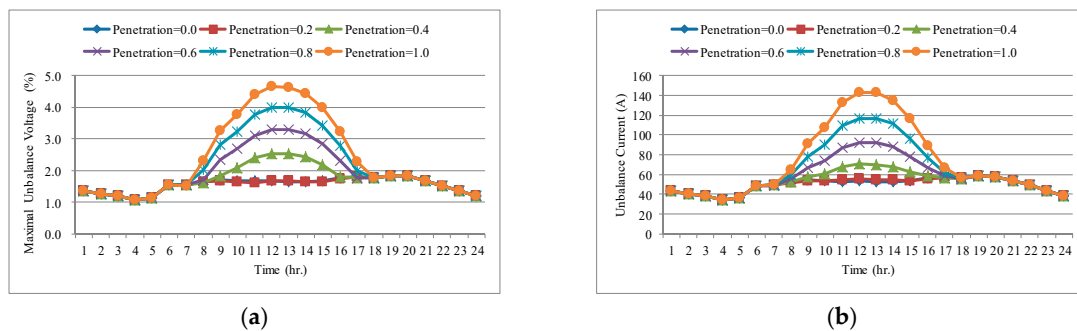 Penetration=0.0 Penetration=0.2 Penetration=0.4
Penetration=0.6 Penetration=0.8 Penetration=1.0
Maximal Unbalance Voltage (%)
5.0
4.0
3.0
2.0
1.0
0.0
1 2 3 4 5 6 7 8 9 10 11 12 13 14 15 16 17 18 19 20 21 22 23 24
Time (hr.)
(a)
Penetration=0.0 Penetration=0.2 Penetration=0.4
Penetration=0.6 Penetration=0.8 Penetration=1.0
Unbalance Current (A)
160
140
120
100
80
60
40
20
0
1 2 3 4 5 6 7 8 9 10 11 12 13 14 15 16 17 18 19 20 21 22 23 24
Time (hr.)
(b)